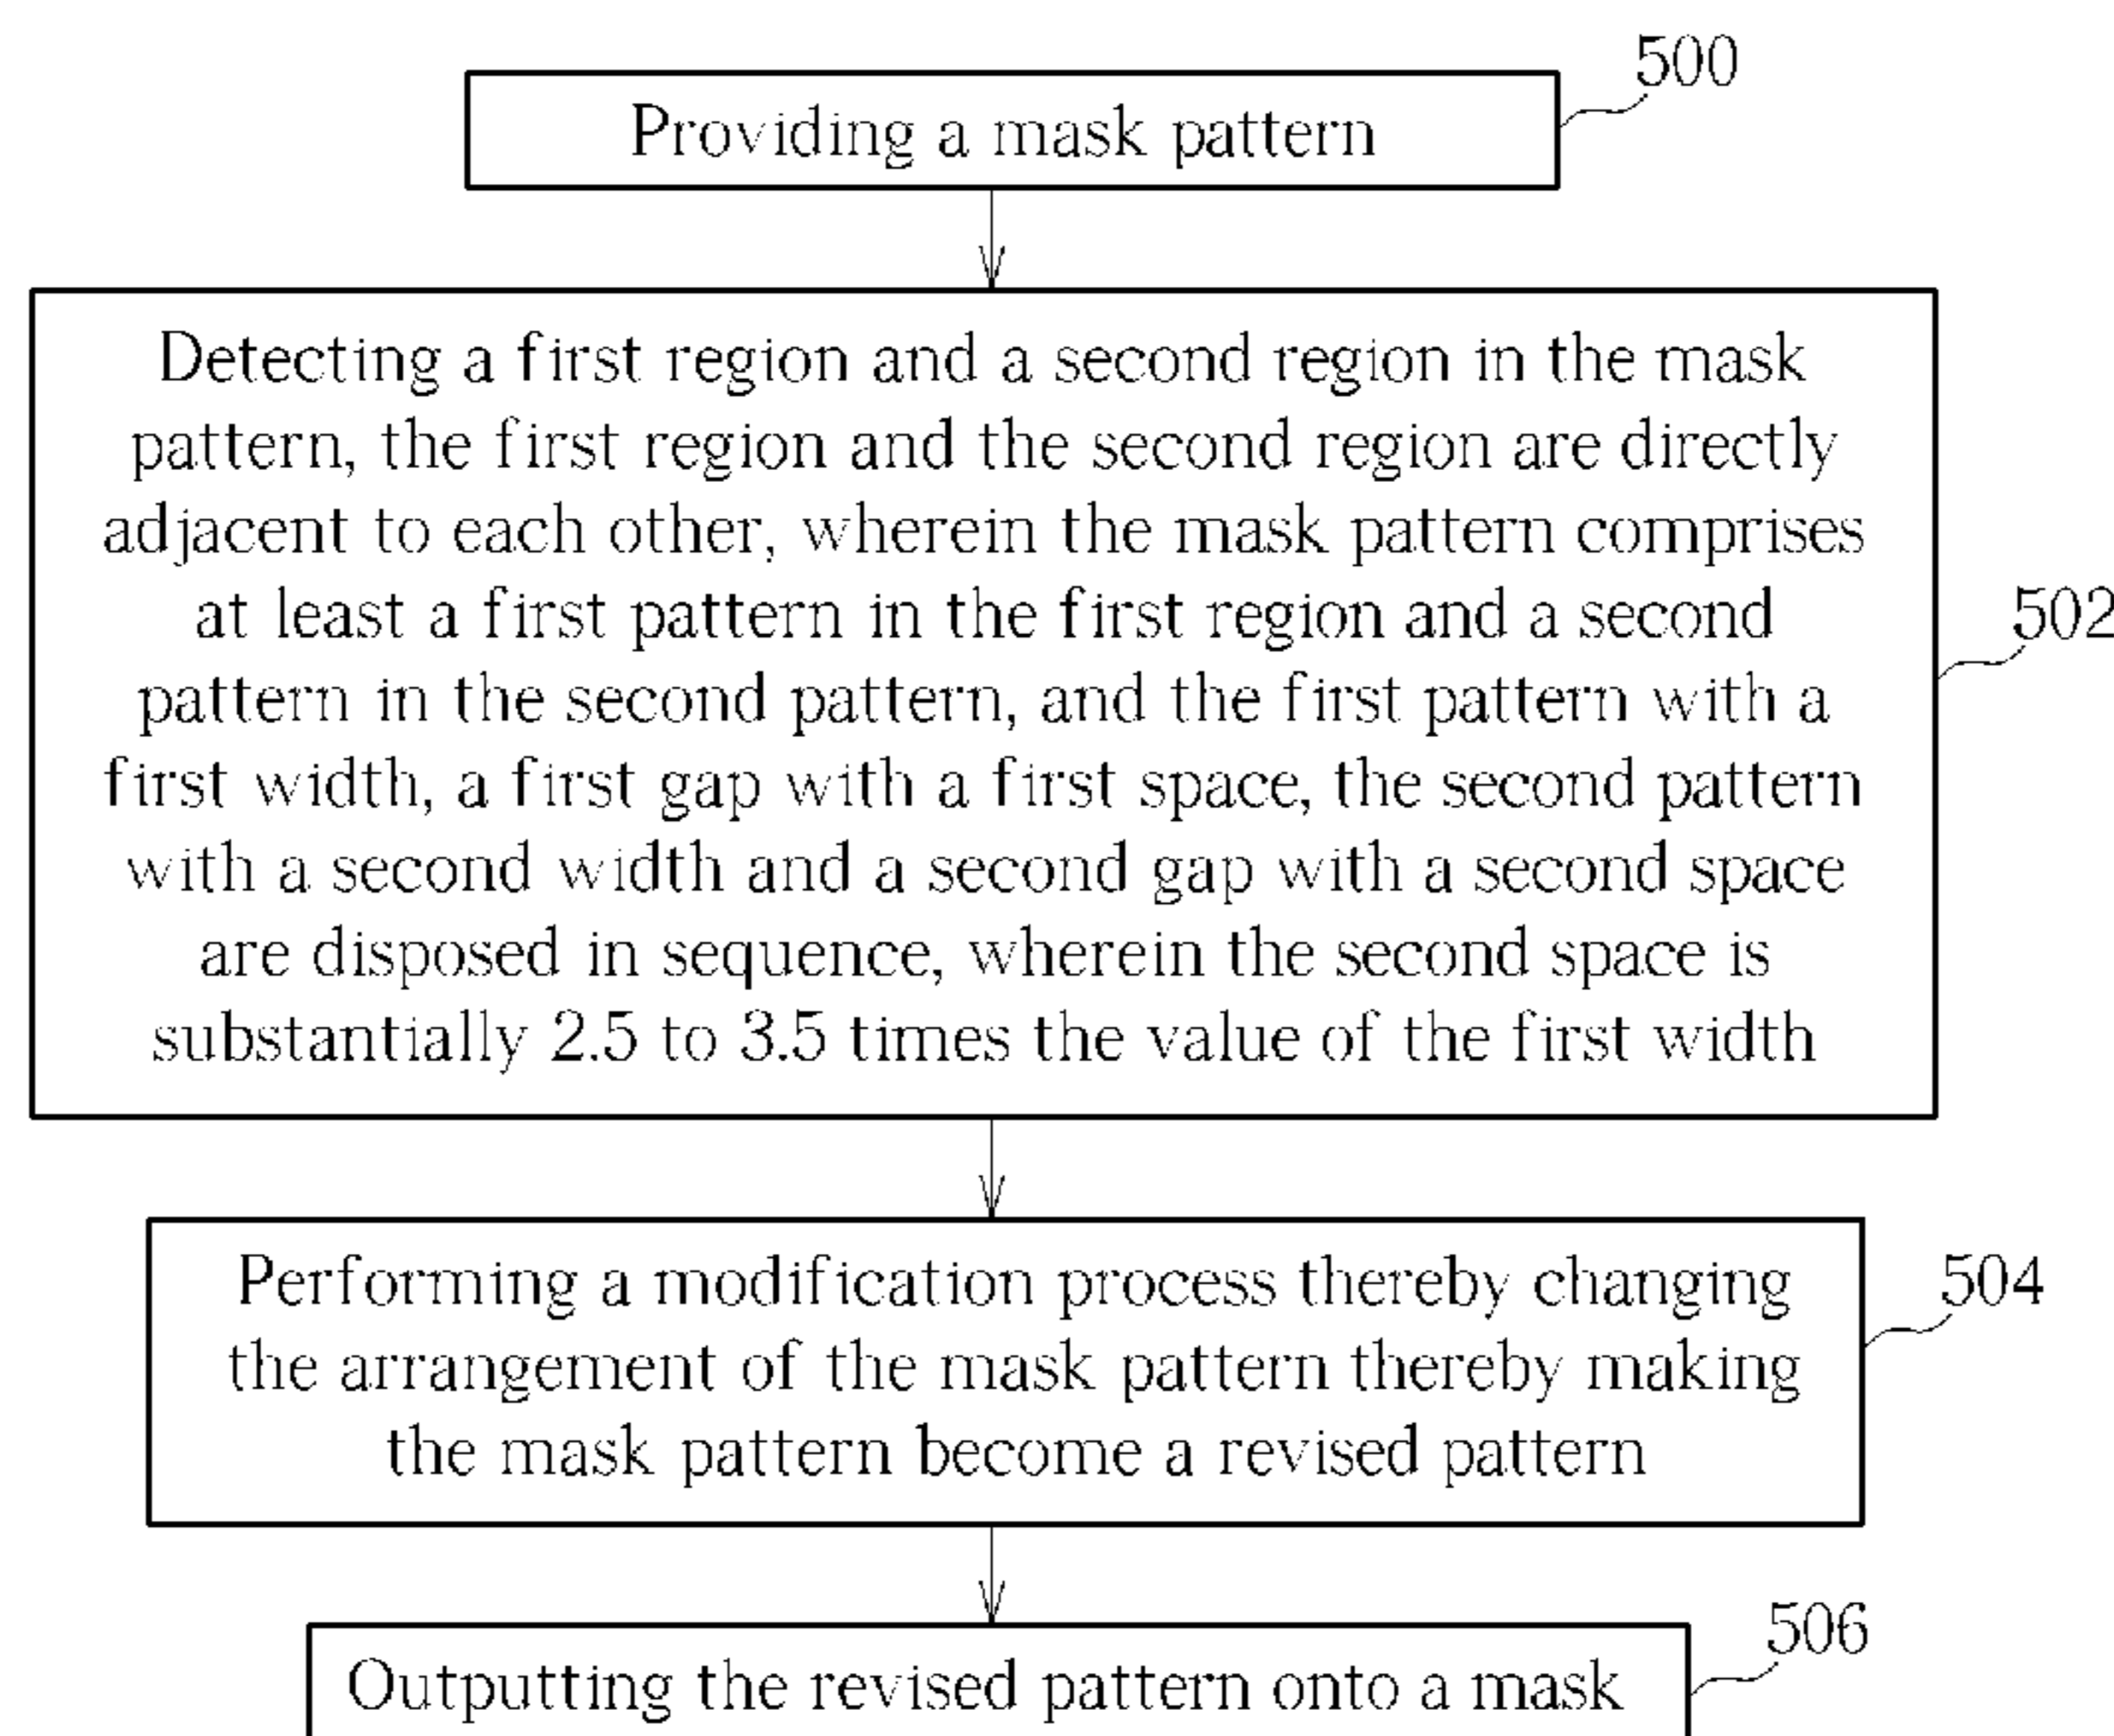 500
Providing a mask pattern
Detecting a first region and a second region in the mask
pattern, the first region and the second region are directly
adjacent to each other, wherein the mask pattern comprises
at least a first pattern in the first region and a second
pattern in the second pattern, and the first pattern with a
first width, a first gap with a first space, the second pattern
with a second width and a second gap with a second space
are disposed in sequence, wherein the second space is
substantially 2.5 to 3.5 times the value of the first width
502
Performing a modification process thereby changing
the arrangement of the mask pattern thereby making
the mask pattern become a revised pattern
504
506
Outputting the revised pattern onto a mask